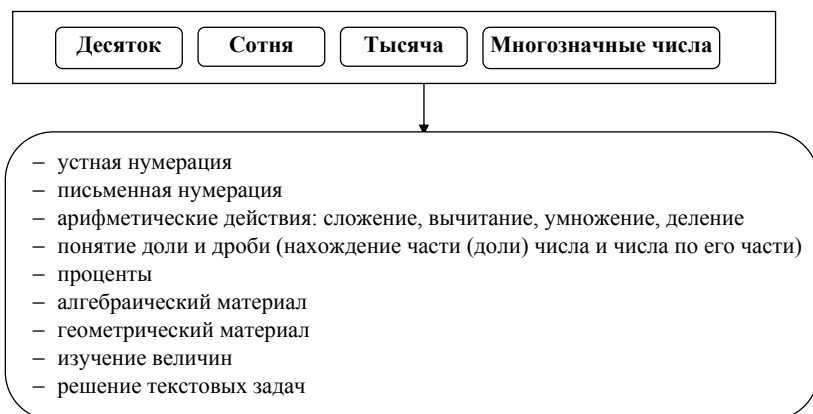 Десяток Сотня Тысяча Многозначные числа
– устная нумерация
– письменная нумерация
– арифметические действия: сложение, вычитание, умножение, деление
– понятие доли и дроби (нахождение части (доли) числа и числа по его части)
– проценты
– алгебраический материал
– геометрический материал
– изучение величин
– решение текстовых задач